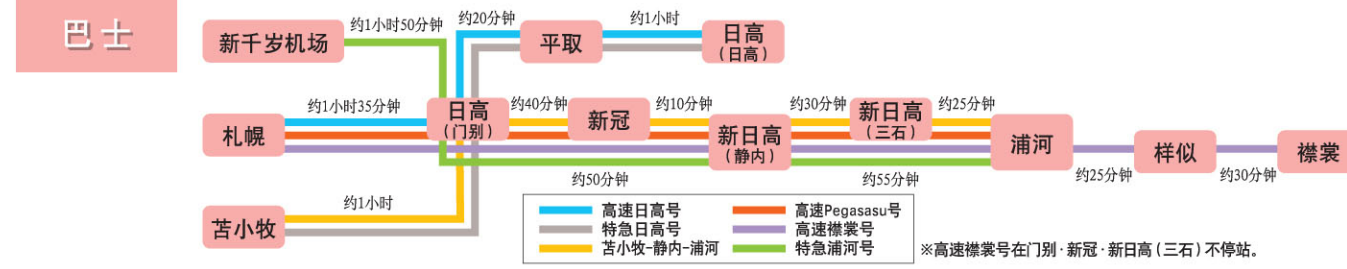 巴士
约1小时50分钟
约20分钟
约1小时
新千岁机场
平取
日高
(日高)
约1小时35分钟
约40分钟
约10分钟
约30分钟
约25分钟
札幌
日高
(门别)
新冠
新日高
(静内)
新日高
(三石)
浦河
样似
襟裳
约25分钟
约30分钟
约50分钟
约55分钟
约1小时
苫小牧
高速日高号
高速Pegasasu号
特急日高号
高速襟裳号
苫小牧-静内-浦河
特急浦河号
※高速襟裳号在门别·新冠·新日高(三石)不停站。